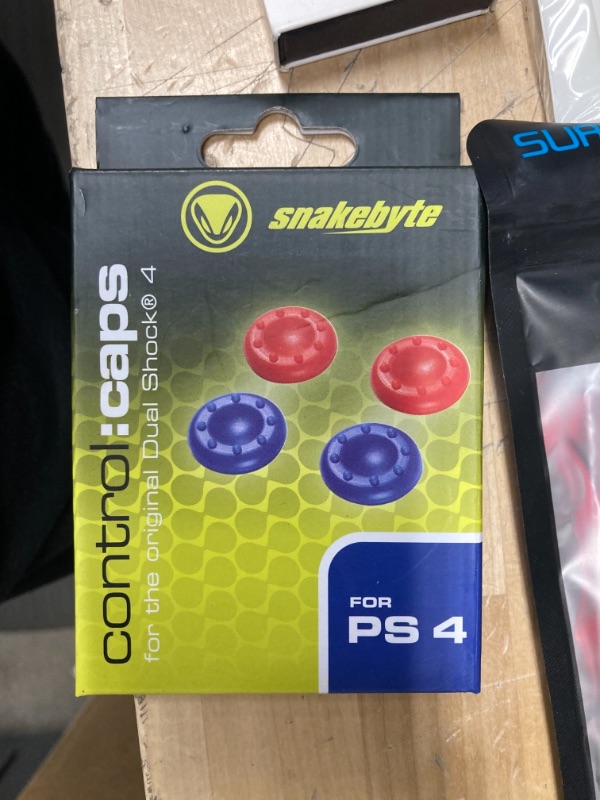 snakebyte
control:caps
for the original Dual Shock® 4
FOR
PS 4